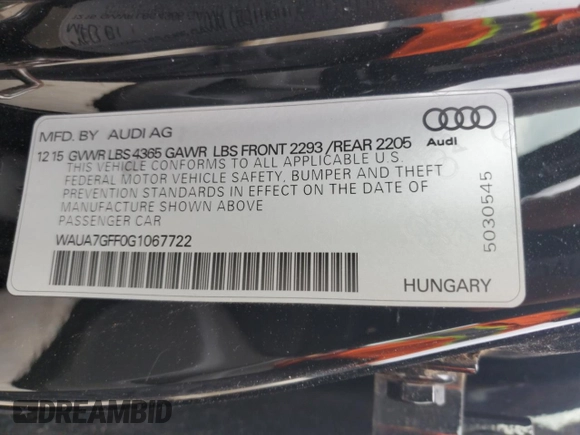 MFD. BY AUDI AG
Audi
12 15 GVWR LBS 4365 GAWR LBS FRONT 2293 /REAR 2205
THIS VEHICLE CONFORMS TO ALL APPLICABLE U.S.
FEDERAL MOTOR VEHICLE SAFETY, BUMPER AND THEFT
PREVENTION STANDARDS IN EFFECT ON THE DATE OF
MANUFACTURE SHOWN ABOVE
PASSENGER CAR
WAUA7GFF0G1067722
HUNGARY
5030545
DREAMBID